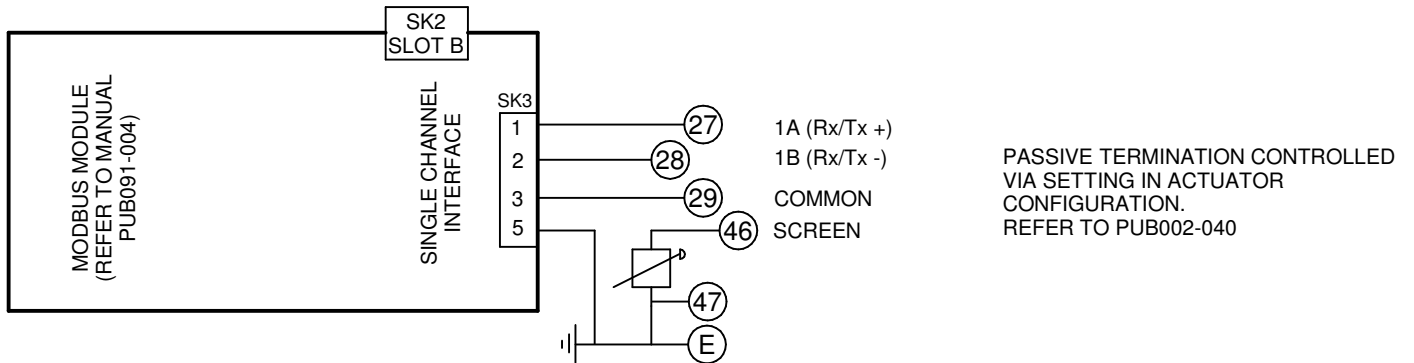 SK2
SLOT B
MODBUS MODULE
(REFER TO MANUAL
PUB091-004)
SINGLE CHANNEL
INTERFACE
SK3
1
2
3
5
27
1A (Rx/Tx +)
28
1B (Rx/Tx -)
29
COMMON
46
SCREEN
47
E
PASSIVE TERMINATION CONTROLLED
VIA SETTING IN ACTUATOR
CONFIGURATION.
REFER TO PUB002-040